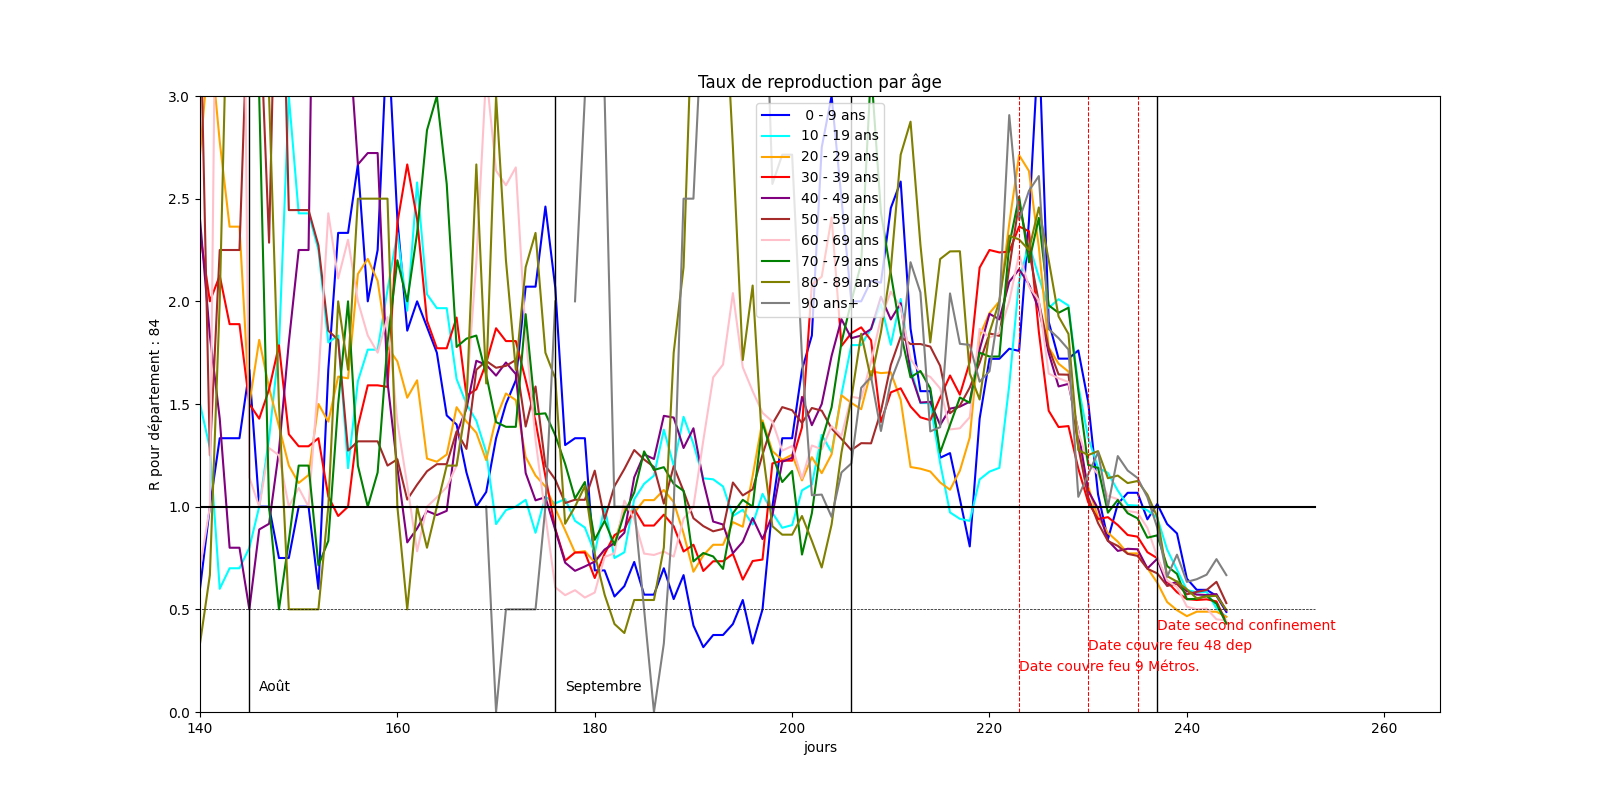 Taux de reproduction par âge
R pour département : 84
3.0
2.5
2.0
1.5
1.0
0.5
0.0
0 - 9 ans
10 - 19 ans
20 - 29 ans
30 - 39 ans
40 - 49 ans
50 - 59 ans
60 - 69 ans
70 - 79 ans
80 - 89 ans
90 ans+
Date second confinement
Date couvre feu 48 dep
Date couvre feu 9 Métros.
Août
Septembre
140
160
180
200
220
240
260
jours